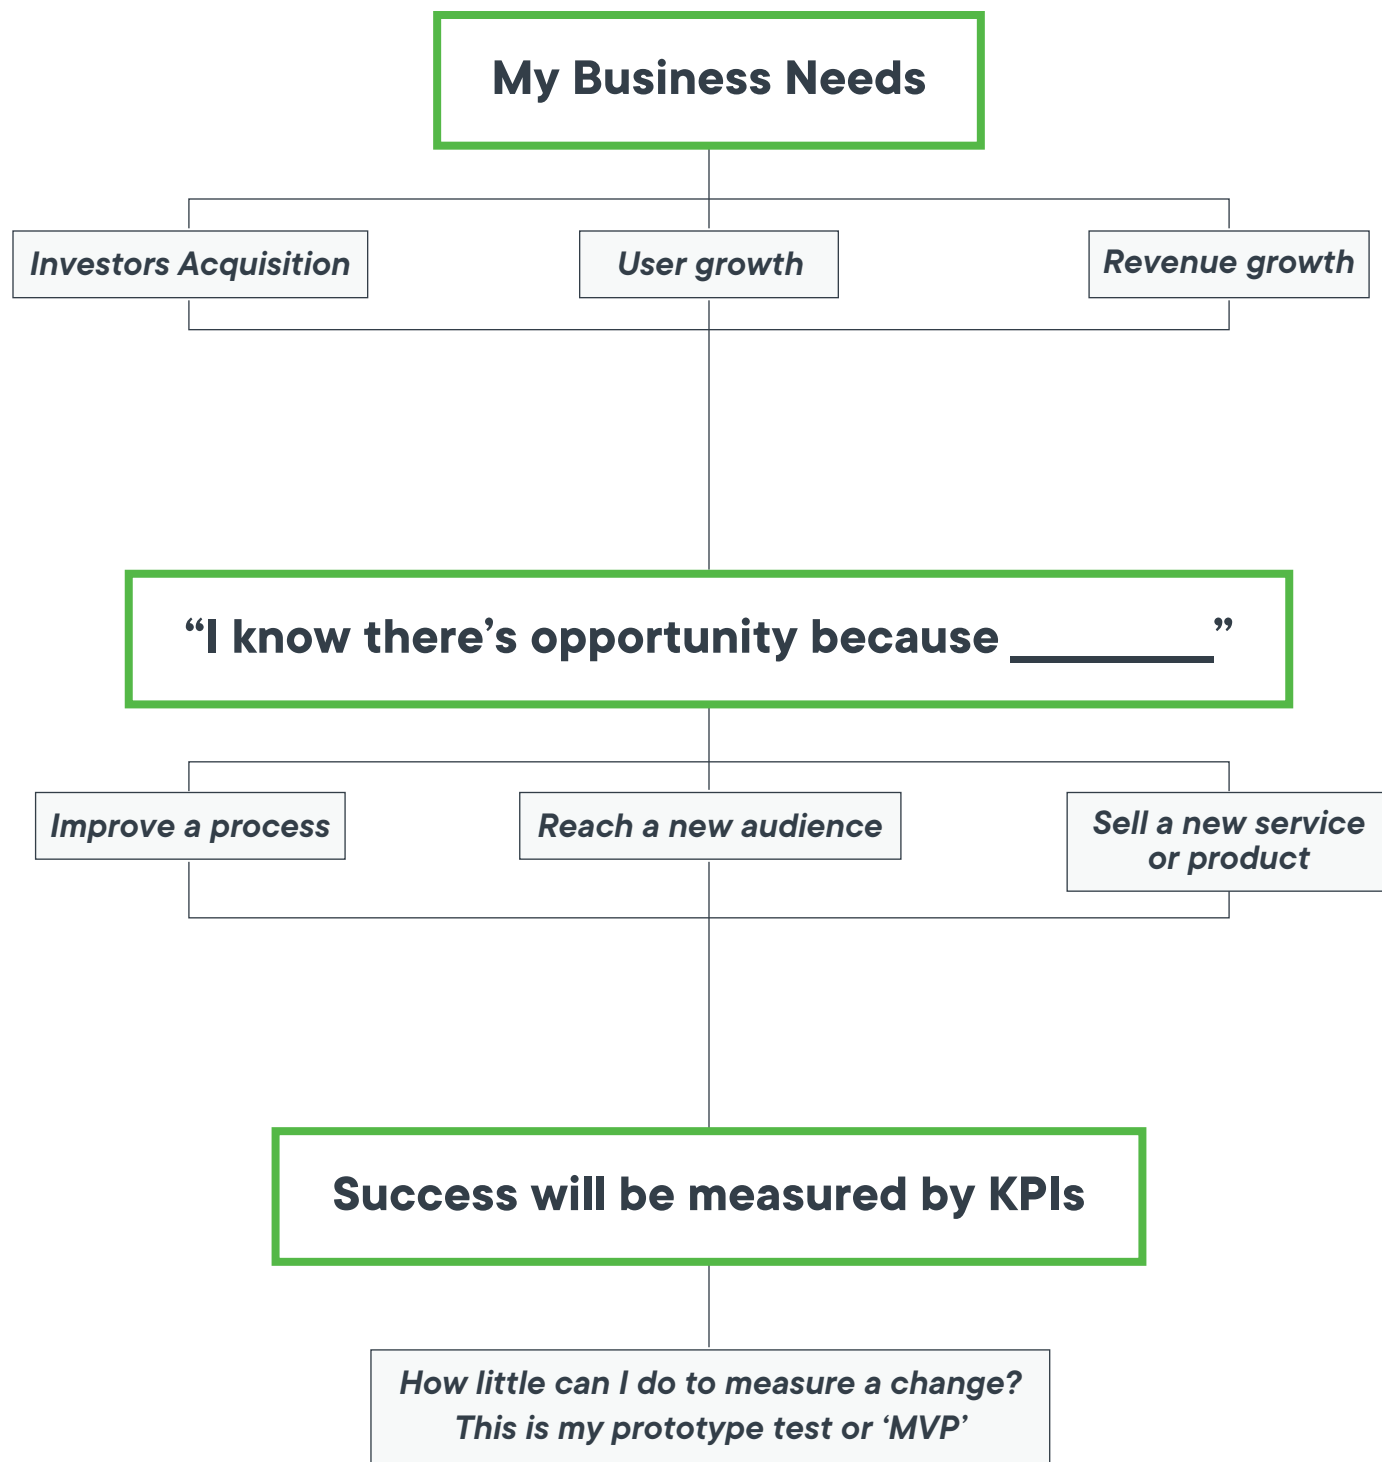 My Business Needs
Investors Acquisition
User growth
Revenue growth
“I know there’s opportunity because ________”
Improve a process
Reach a new audience
Sell a new service
or product
Success will be measured by KPIs
How little can I do to measure a change?
This is my prototype test or ‘MVP’